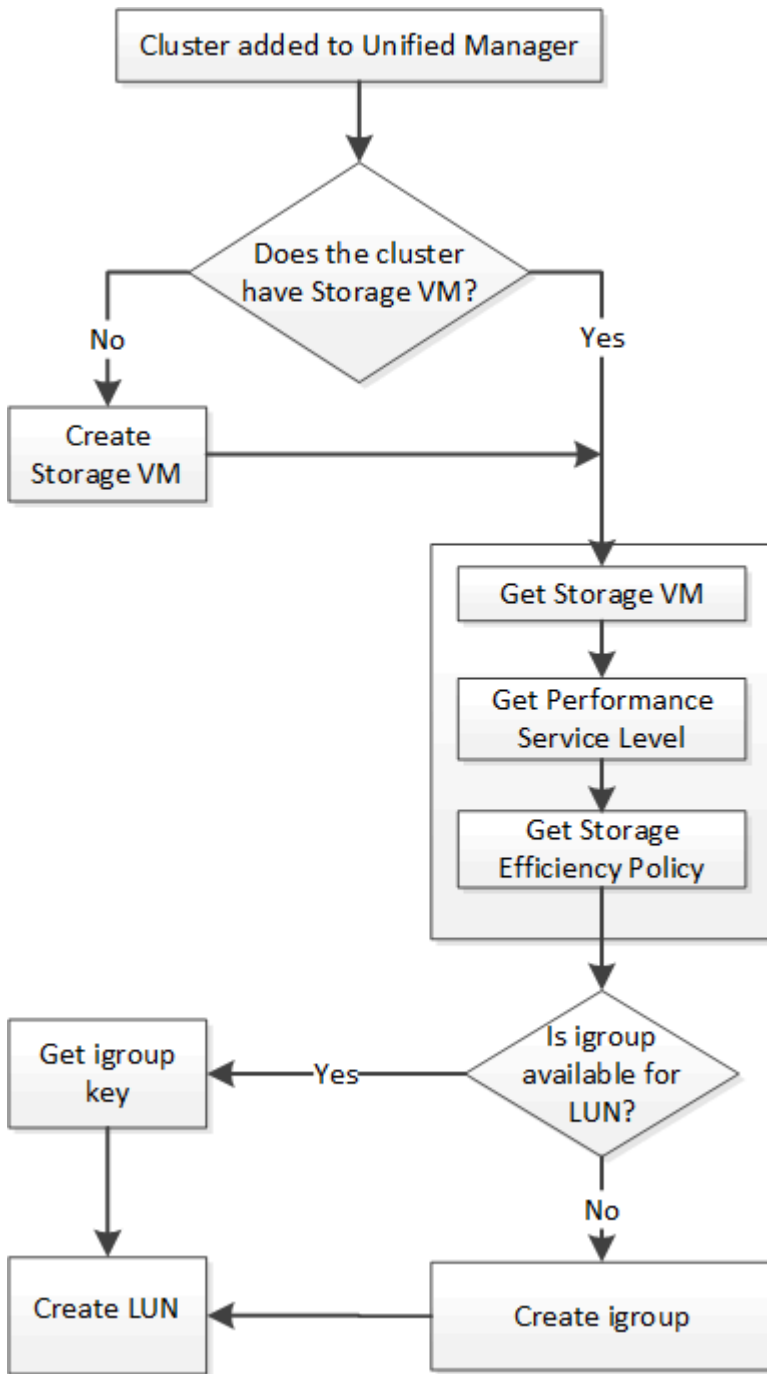 Cluster added to Unified Manager
Does the cluster
have Storage VM?
No
Yes
Create
Storage VM
Get Storage VM
Get Performance
Service Level
Get Storage
Efficiency Policy
Is igroup
available for
LUN?
Yes
Get igroup
key
No
Create LUN
Create igroup